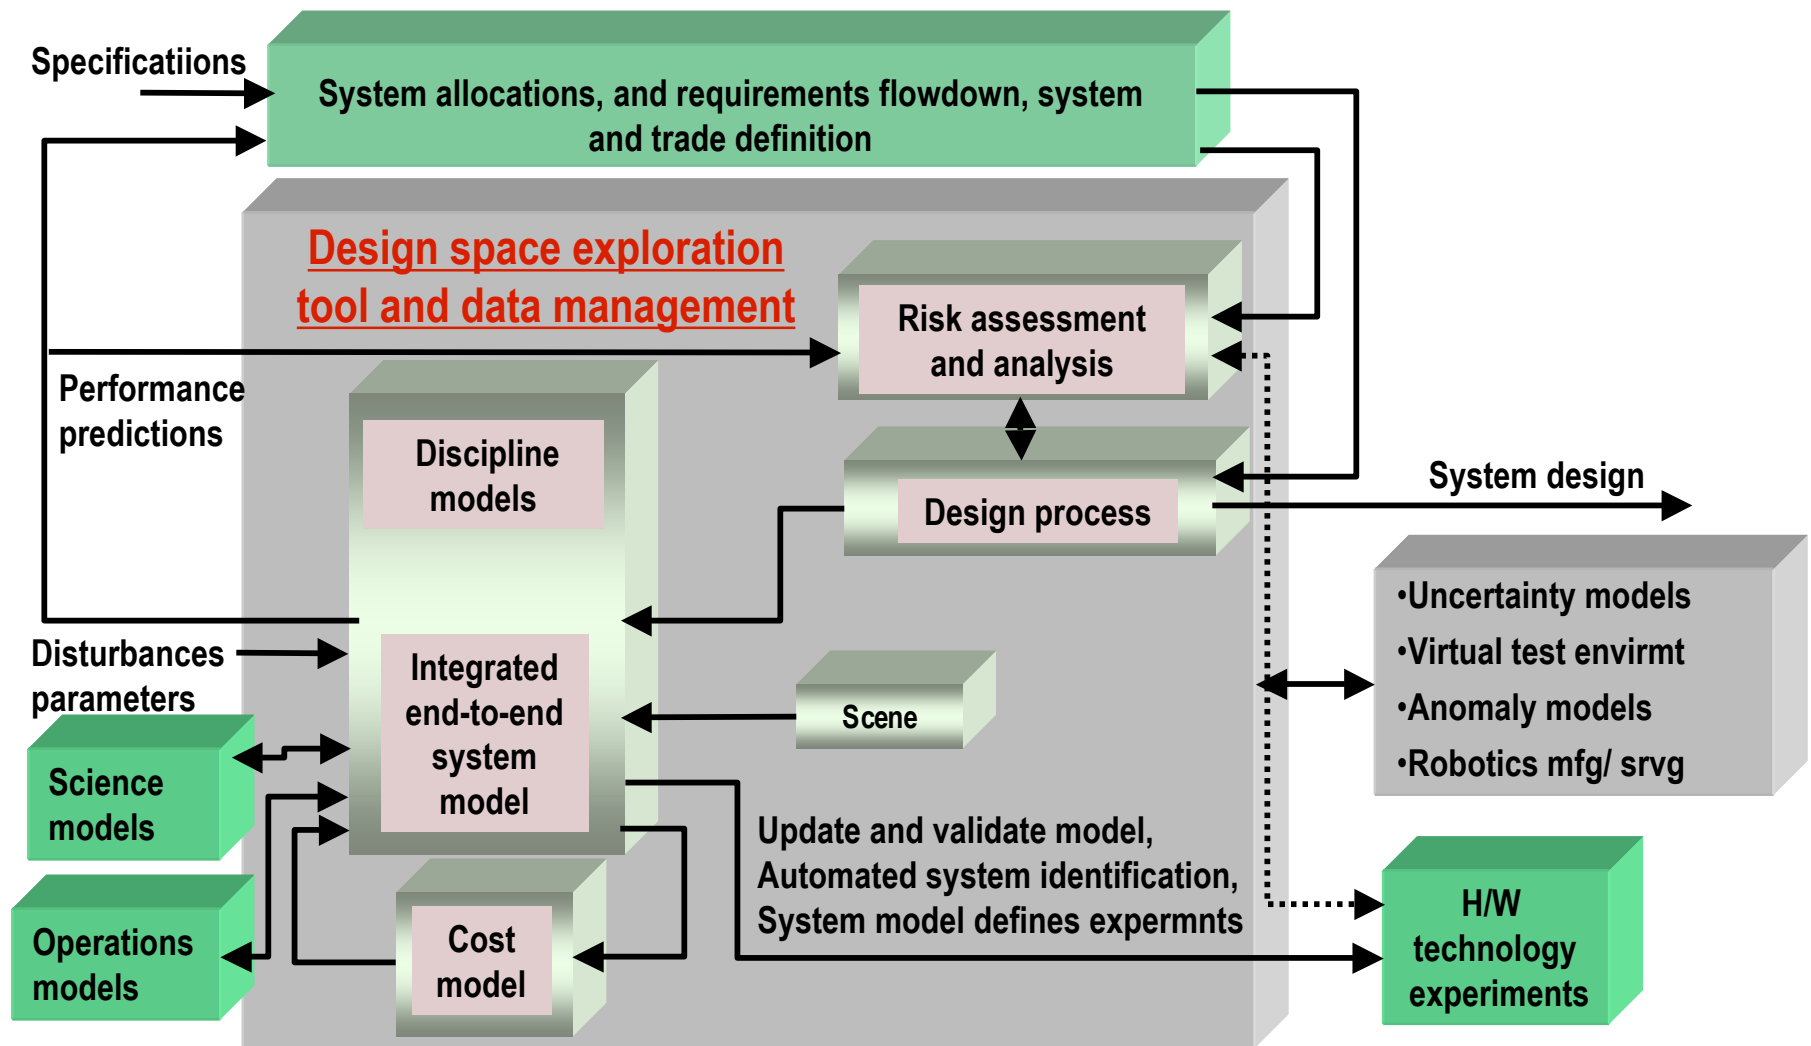 Specificatiions
System allocations, and requirements flowdown, system
and trade definition
Design space exploration
tool and data management
Risk assessment
and analysis
Performance
predictions
Discipline
models
Design process
System design
•Uncertainty models
•Virtual test envirmt
•Anomaly models
•Robotics mfg/ srvg
Disturbances
parameters
Integrated
end-to-end
system
model
Scene
Science
models
Operations
models
Cost
model
Update and validate model,
Automated system identification,
System model defines expermnts
H/W
technology
experiments